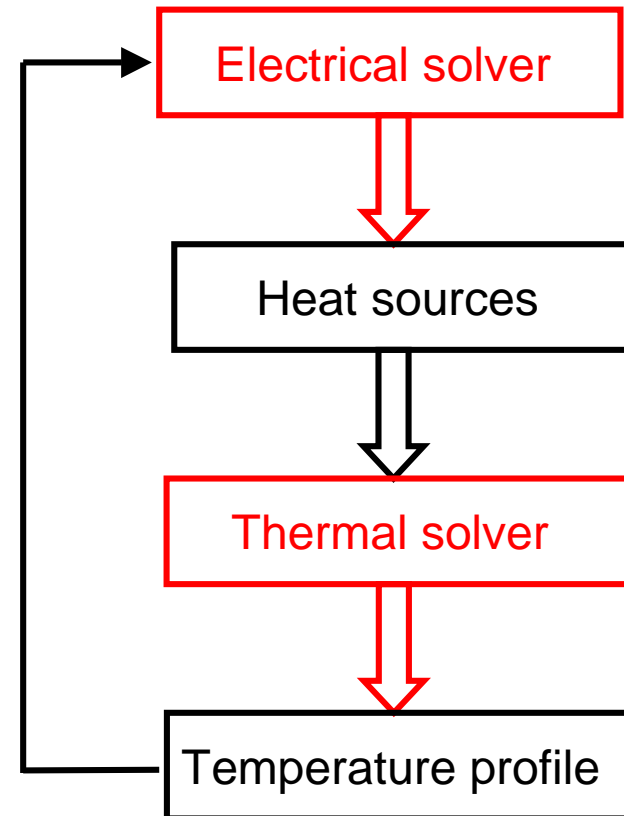 Electrical solver
Heat sources
Thermal solver
Temperature profile